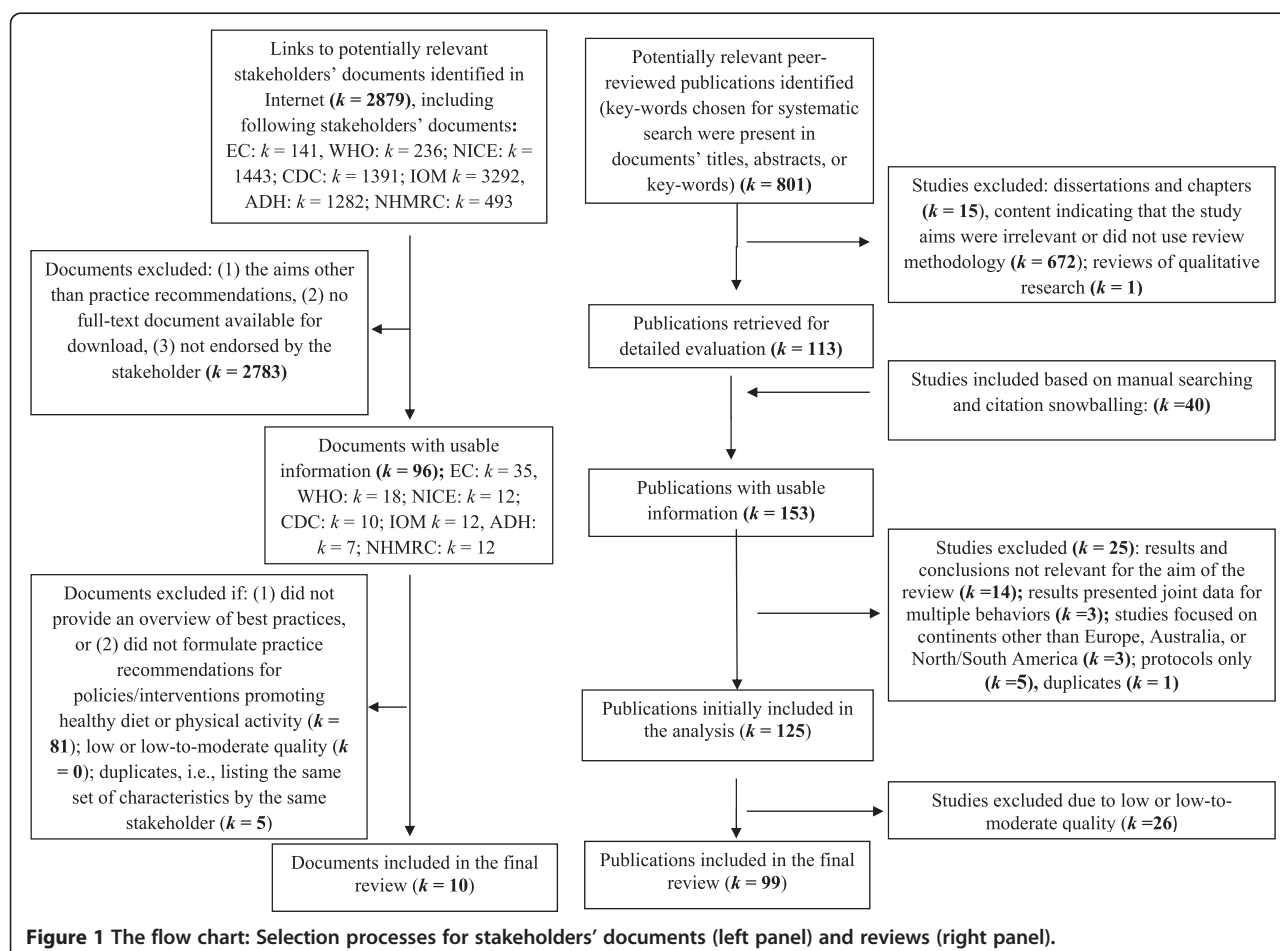 Links to potentially relevant
stakeholders' documents identified in
Internet (k = 2879), including
following stakeholders' documents:
EC: k = 141, WHO: k = 236; NICE: k =
1443; CDC: k = 1391; IOM k = 3292,
ADH: k = 1282; NHMRC: k = 493
Documents excluded: (1) the aims other
than practice recommendations, (2) no
full-text document available for
download, (3) not endorsed by the
stakeholder (k = 2783)
Documents with usable
information (k = 96); EC: k = 35,
WHO: k = 18; NICE: k = 12;
CDC: k = 10; IOM k = 12, ADH:
k = 7; NHMRC: k = 12
Documents excluded if: (1) did not
provide an overview of best practices,
or (2) did not formulate practice
recommendations for
policies/interventions promoting
healthy diet or physical activity (k =
81); low or low-to-moderate quality (k
= 0); duplicates, i.e., listing the same
set of characteristics by the same
stakeholder (k = 5)
Documents included in the final
review (k = 10)
Potentially relevant peer-
reviewed publications identified
(key-words chosen for systematic
search were present in
documents' titles, abstracts, or
key-words) (k = 801)
Studies excluded: dissertations and chapters
(k = 15), content indicating that the study
aims were irrelevant or did not use review
methodology (k = 672); reviews of qualitative
research (k = 1)
Publications retrieved for
detailed evaluation (k = 113)
Studies included based on manual searching
and citation snowballing: (k =40)
Publications with usable
information (k = 153)
Studies excluded (k = 25): results and
conclusions not relevant for the aim of the
review (k =14); results presented joint data for
multiple behaviors (k =3); studies focused on
continents other than Europe, Australia, or
North/South America (k =3); protocols only
(k =5), duplicates (k = 1)
Publications initially included in
the analysis (k = 125)
Studies excluded due to low or low-to-
moderate quality (k =26)
Publications included in the final
review (k = 99)
Figure 1 The flow chart: Selection processes for stakeholders' documents (left panel) and reviews (right panel).